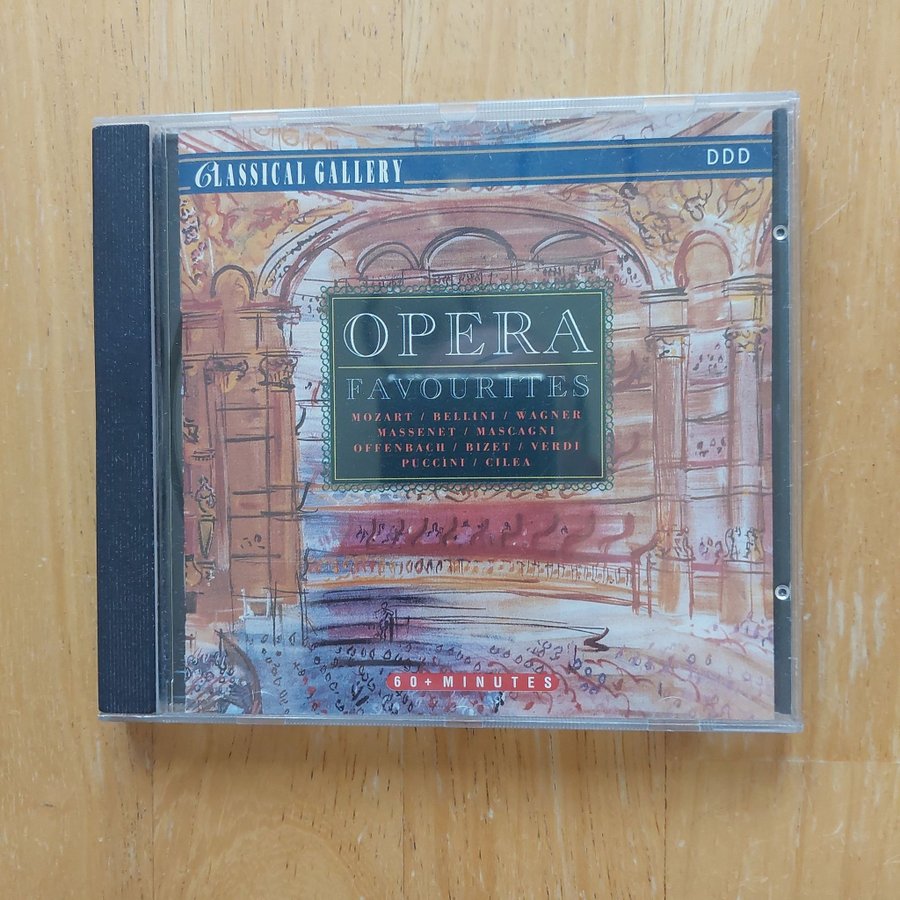 CLASSICAL GALLERY
DDD
OPERA
FAVOURITES
MOZART / BELLINI / WAGNER
MASSENET / MASCAGNI
OFFENBACH / BIZET / VERDI
PUCCINI / CILEA
60+ MINUTES